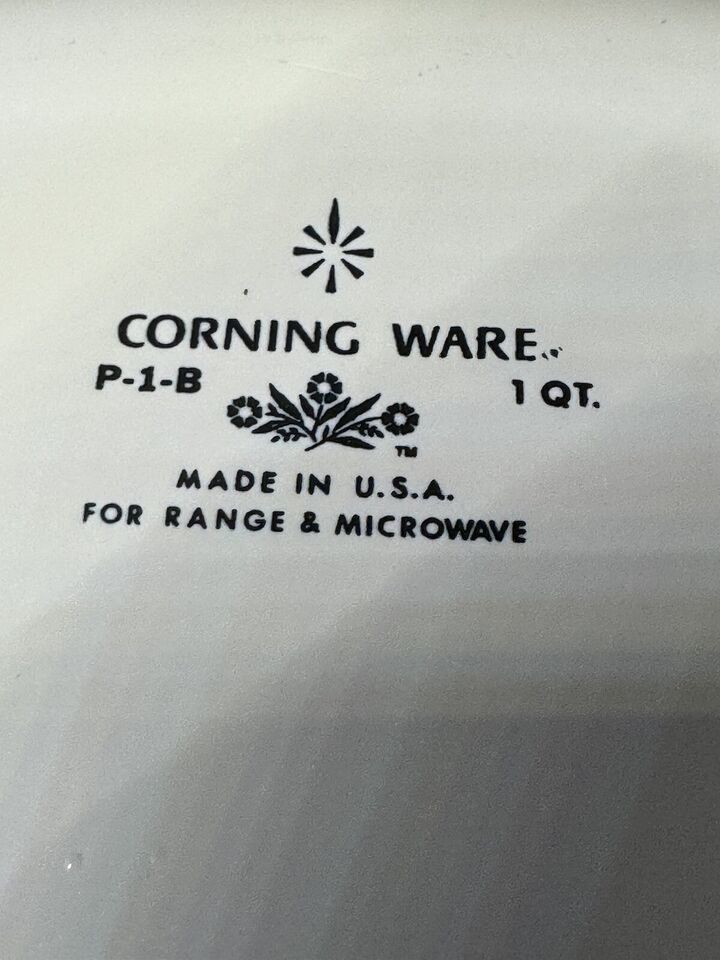 CORNING WARE
P-1-B 1 QT.
TM
MADE IN U.S.A.
FOR RANGE & MICROWAVE